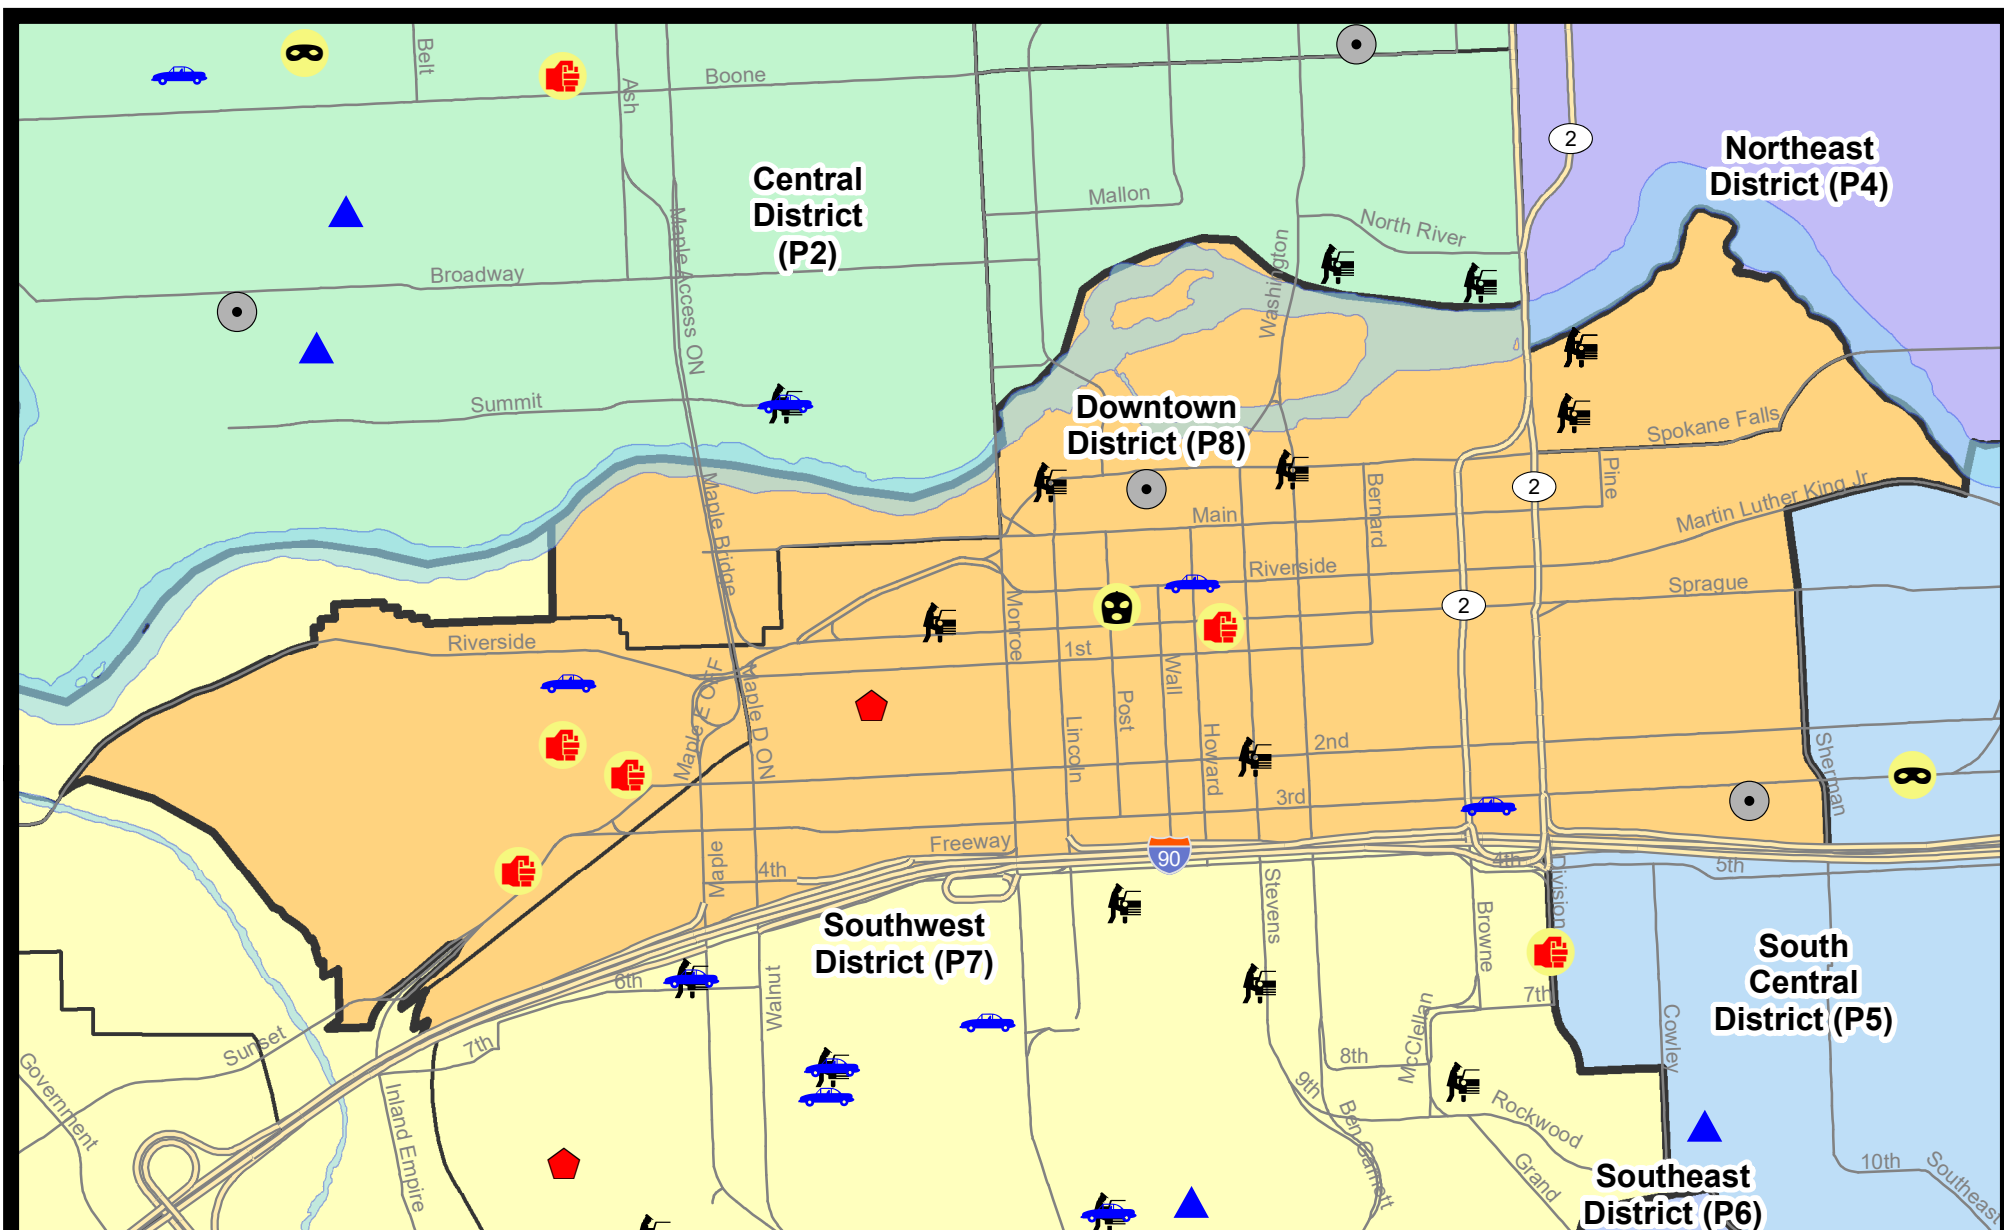 Belt
Ash
Boone
2
Northeast
District (P4)
Central
District
(P2)
Mallon
North River
Maple Access ON
Washington
Broadway
Summit
Downtown
District (P8)
Spokane Falls
Pine
2
Martin Luther King Jr
Maple Bridge
Bernard
Main
Riverside
Sprague
2
Monroe
Riverside
1st
Wall
Maple E OFF
Maple D ON
Post
Lincoln
Howard
2nd
Sherman
3rd
Freeway
90
4th
Maple
4th
5th
Division
Stevens
Browne
Southwest
District (P7)
South
Central
District (P5)
6th
Walnut
7th
McClellan
Cowley
Sunset
7th
8th
Government
9th
Inland Empire
Ben Garnett
Rockwood
Grand
10th
Southeast
Southeast
District (P6)